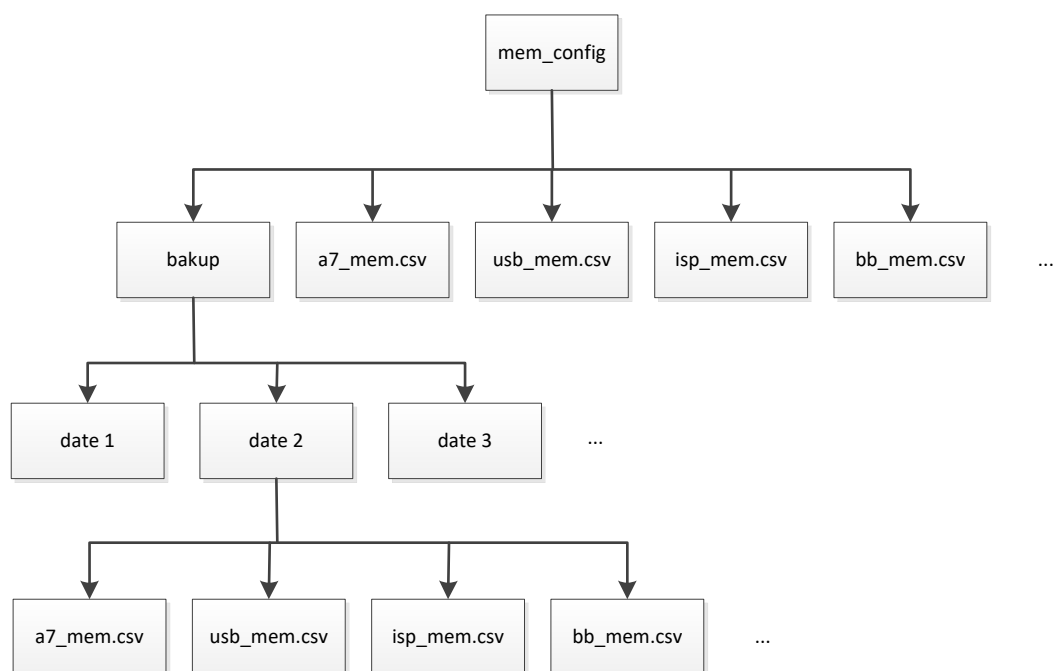 mem_config
bakup
a7_mem.csv
usb_mem.csv
isp_mem.csv
bb_mem.csv
...
date 1
date 2
date 3
...
a7_mem.csv
usb_mem.csv
isp_mem.csv
bb_mem.csv
...